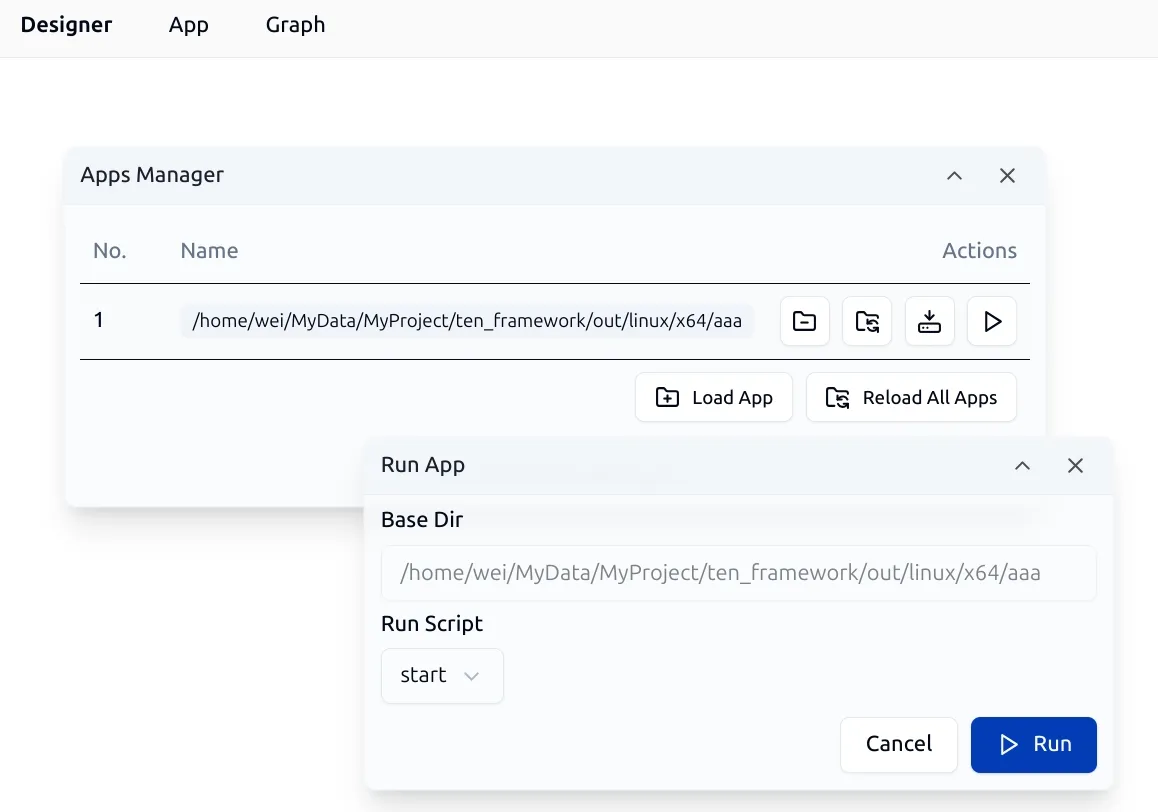 Designer App Graph
Apps Manager
No. Name Actions
1 /home/wei/MyData/MyProject/ten_framework/out/linux/x64/aaa
Load App Reload All Apps
Run App
Base Dir
/home/wei/MyData/MyProject/ten_framework/out/linux/x64/aaa
Run Script
start
Cancel Run